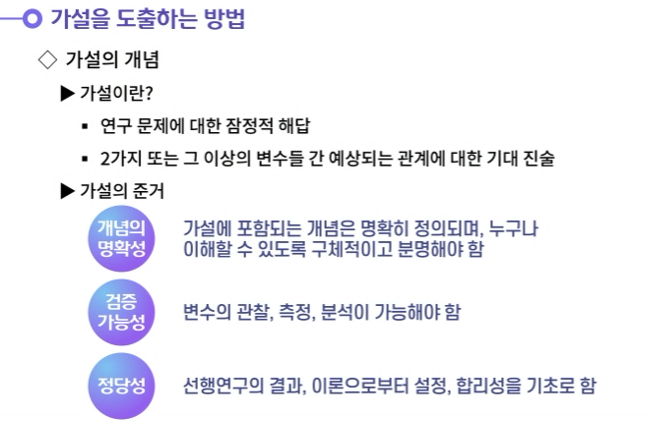 가설을 도출하는 방법
◇ 가설의 개념
▶ 가설이란?
▪ 연구 문제에 대한 잠정적 해답
▪ 2가지 또는 그 이상의 변수들 간 예상되는 관계에 대한 기대 진술
▶ 가설의 준거
개념의
명확성
가설에 포함되는 개념은 명확히 정의되며, 누구나
이해할 수 있도록 구체적이고 분명해야 함
검증
가능성
변수의 관찰, 측정, 분석이 가능해야 함
정당성
선행연구의 결과, 이론으로부터 설정, 합리성을 기초로 함